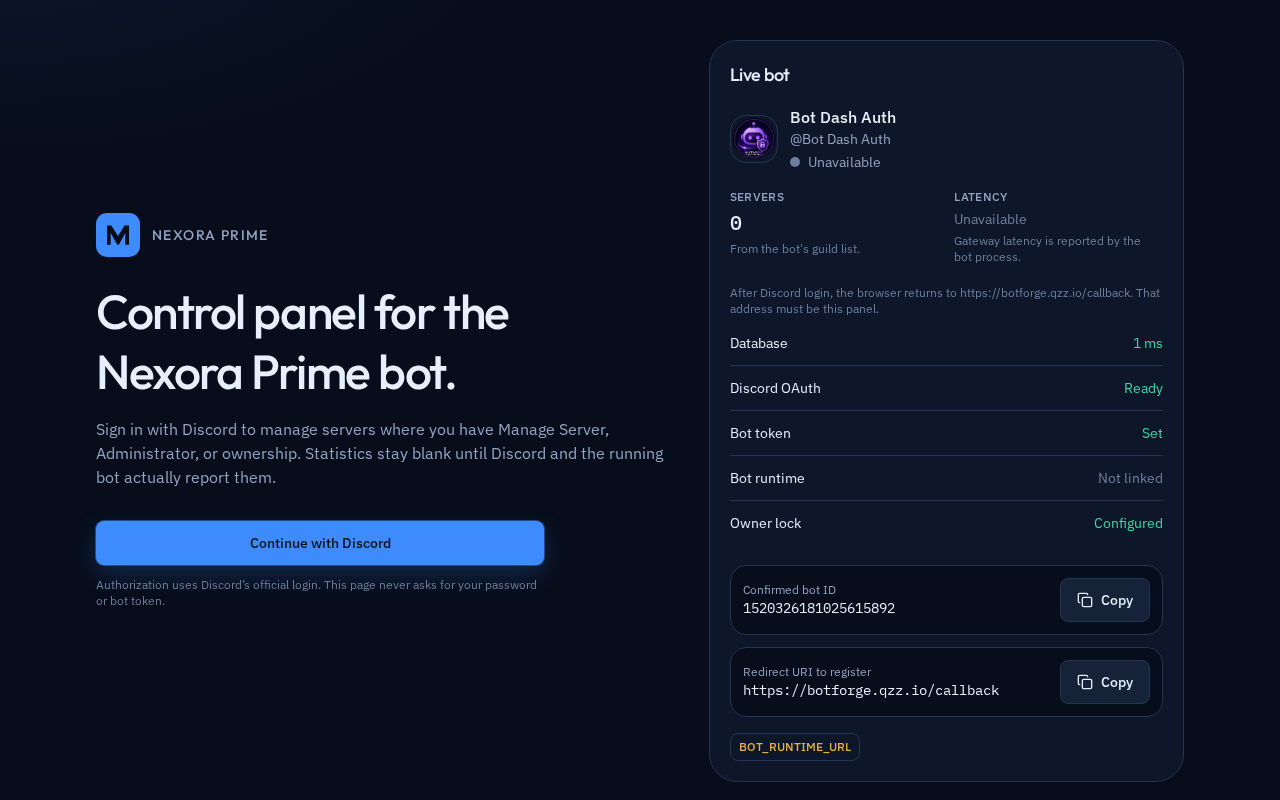 NEXORA PRIME
Control panel for the
Nexora Prime bot.
Sign in with Discord to manage servers where you have Manage Server,
Administrator, or ownership. Statistics stay blank until Discord and the running
bot actually report them.
Continue with Discord
Authorization uses Discord's official login. This page never asks for your password
or bot token.
Live bot
Bot Dash Auth
@Bot Dash Auth
Unavailable
SERVERS
0
From the bot's guild list.
LATENCY
Unavailable
Gateway latency is reported by the
bot process.
After Discord login, the browser returns to https://botforge.qzz.io/callback. That
address must be this panel.
Database 1 ms
Discord OAuth Ready
Bot token Set
Bot runtime Not linked
Owner lock Configured
Confirmed bot ID
1520326181025615892
Copy
Redirect URI to register
https://botforge.qzz.io/callback
Copy
BOT_RUNTIME_URL